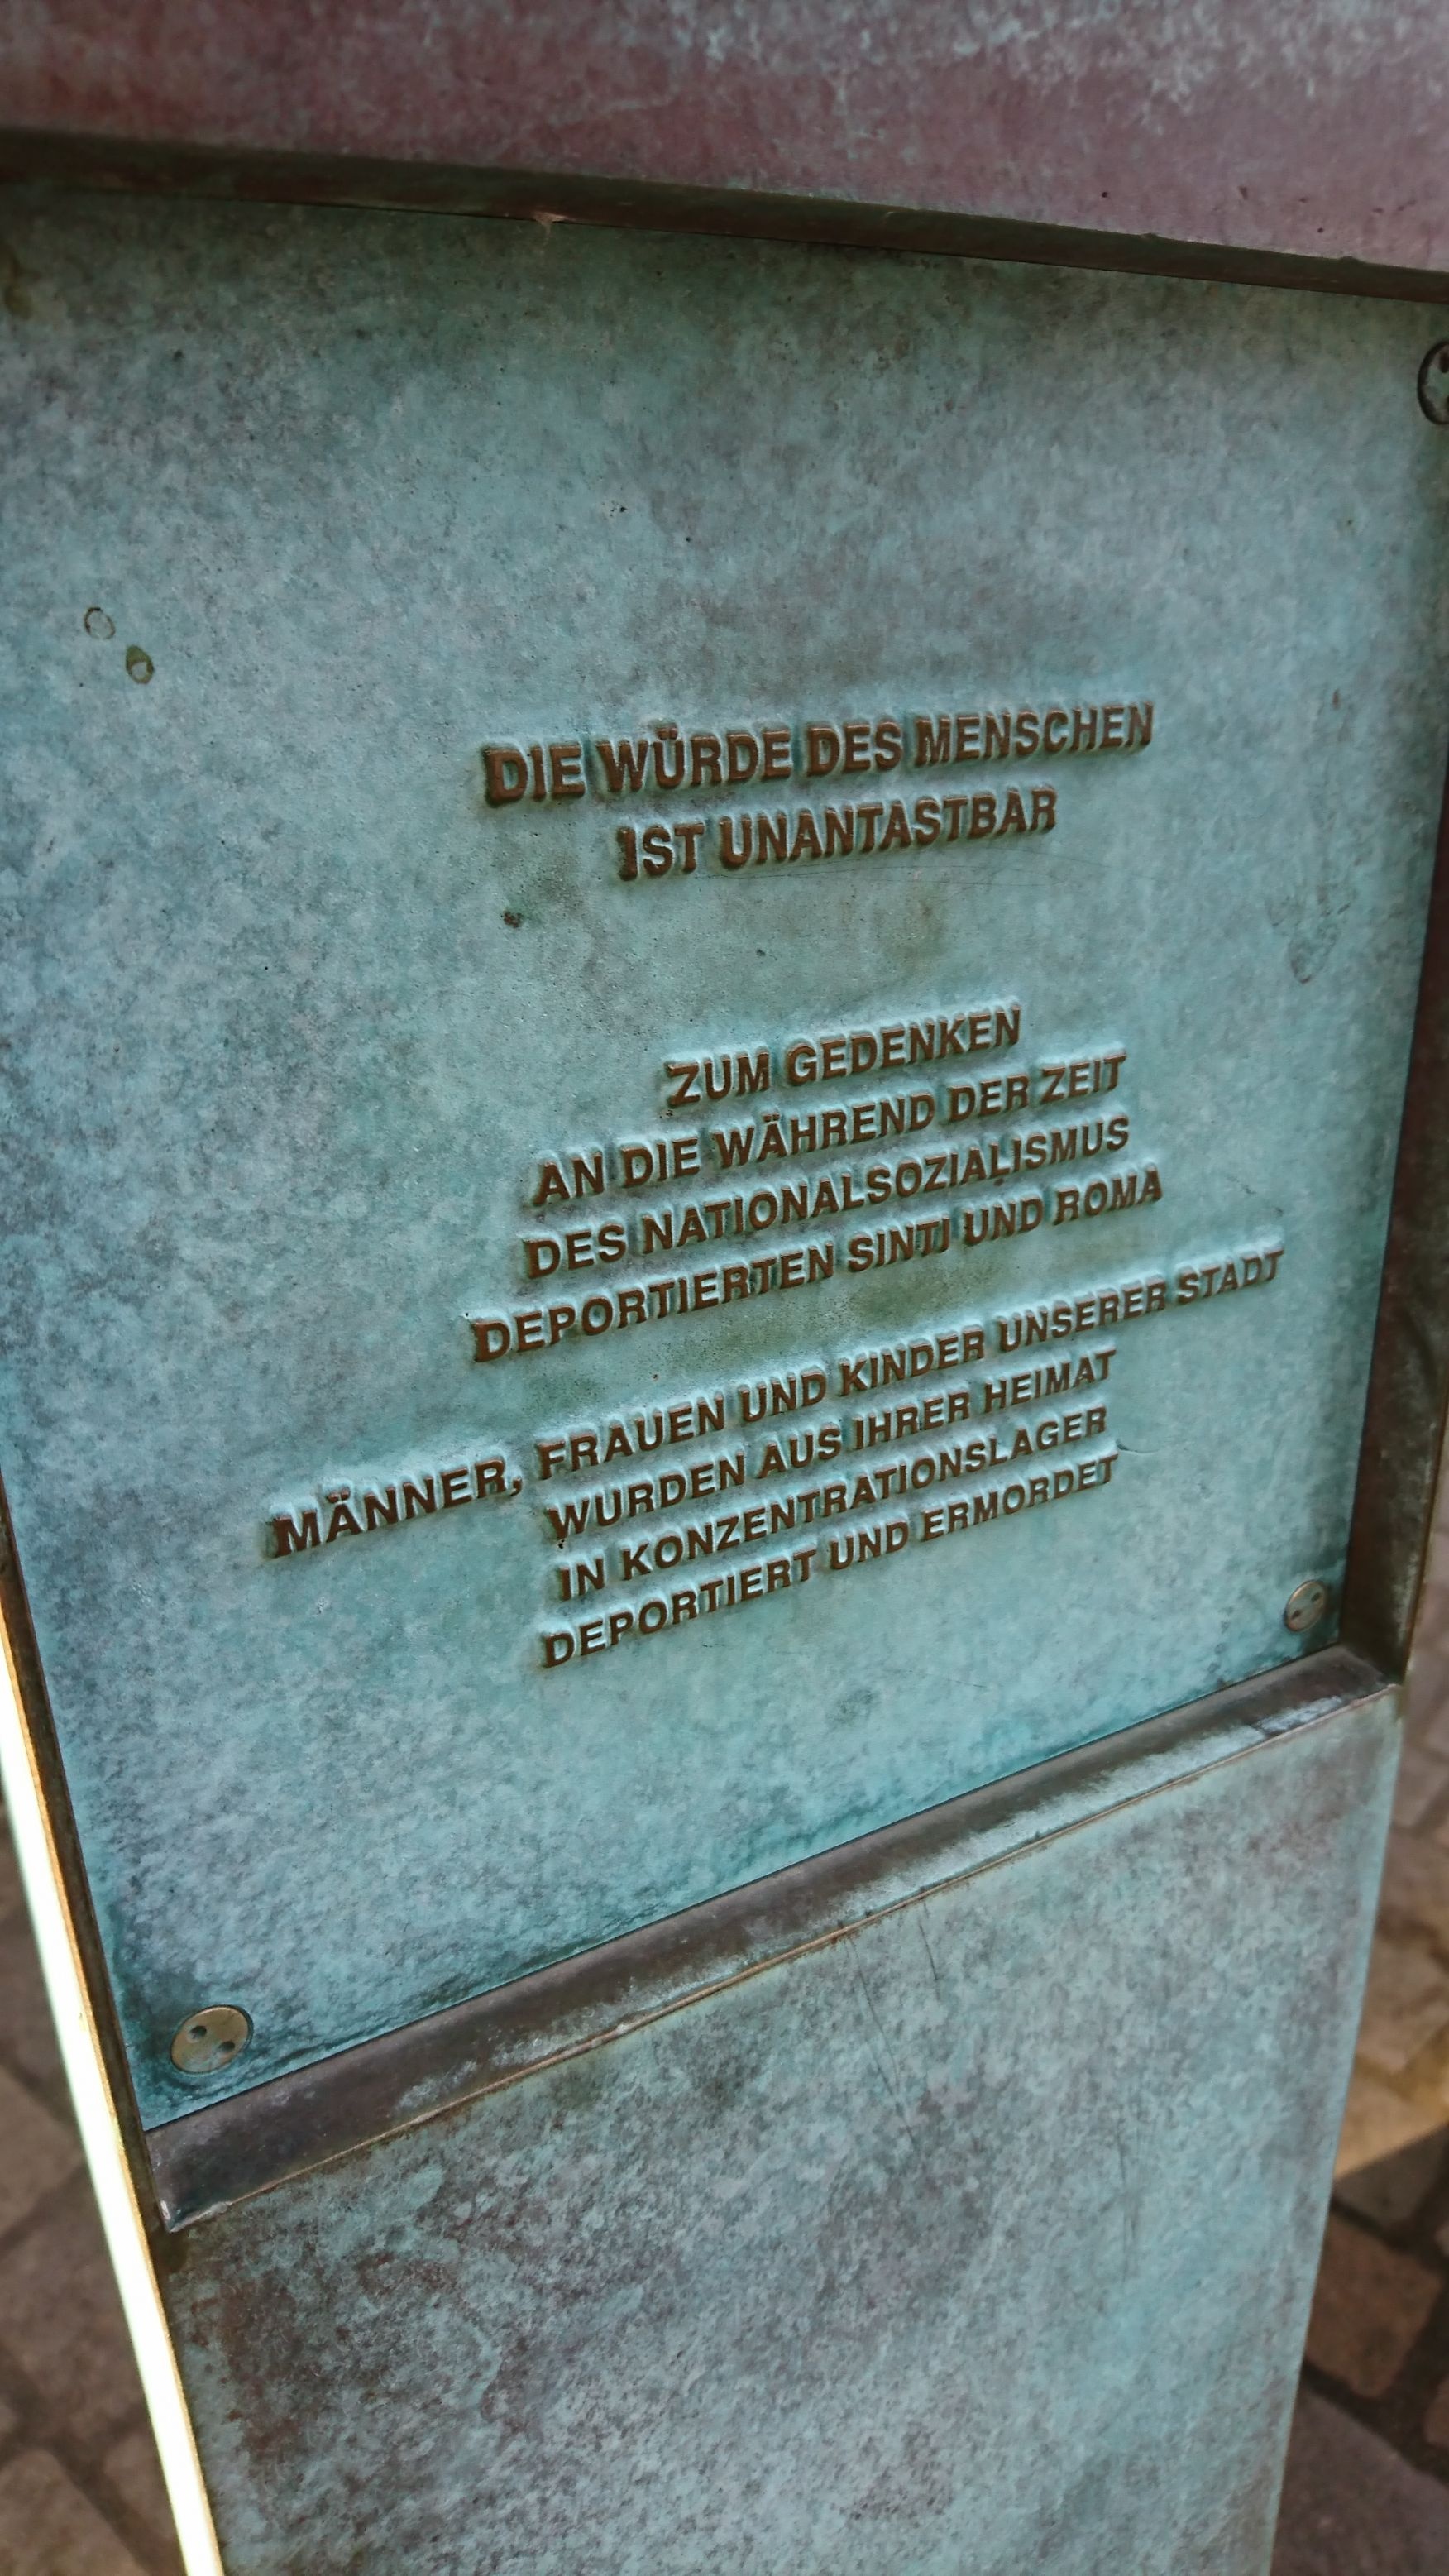 DIE WÜRDE DES MENSCHEN
IST UNANTASTBAR
ZUM GEDENKEN
AN DIE WÄHREND DER ZEIT
DES NATIONALSOZIALISMUS
DEPORTIERTEN SINTI UND ROMA
MÄNNER, FRAUEN UND KINDER UNSERER STADT
WURDEN AUS IHRER HEIMAT
IN KONZENTRATIONSLAGER
DEPORTIERT UND ERMORDET